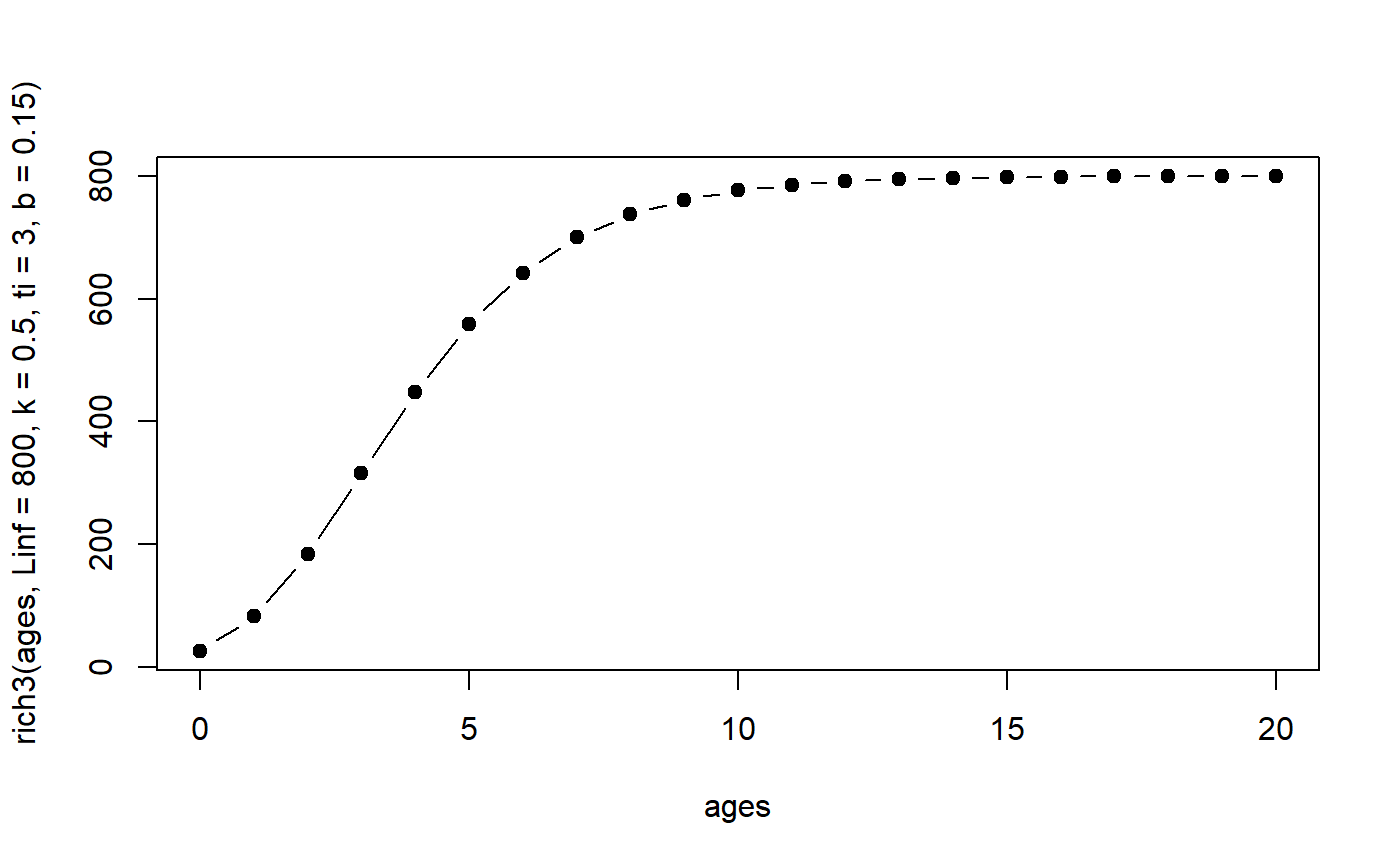 rich3(ages, Linf = 800, k = 0.5, ti = 3, b = 0.15)
800
600
400
200
0
0 5 10 15 20
ages